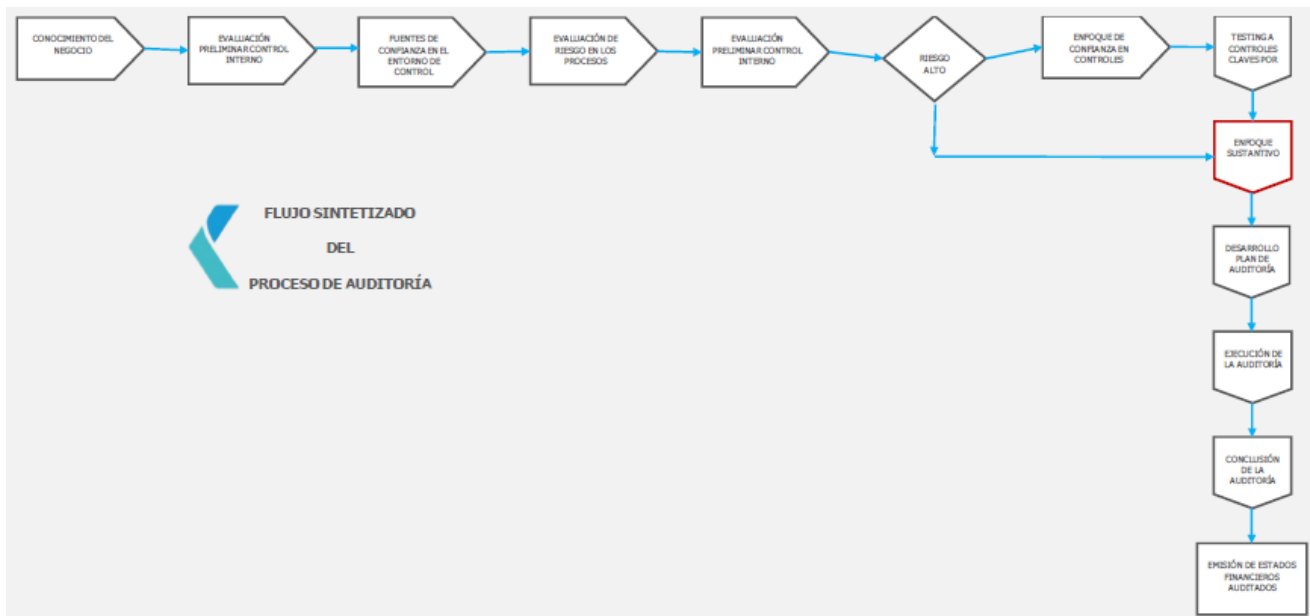 CONOCIMIENTO DEL
NEGOCIO
EVALUACIÓN
PRELIMINAR CONTROL
INTERNO
FUENTES DE
CONFIANZA EN EL
ENTORNO DE
CONTROL
EVALUACIÓN DE
RIESGO EN LOS
PROCESOS
EVALUACIÓN
PRELIMINAR CONTROL
INTERNO
RIESGO
ALTO
ENFOQUE DE
CONFIANZA EN
CONTROLES
TESTING A
CONTROLES
CLAVES POR
ENFOQUE
SUSTANTIVO
FLUJO SINTETIZADO
DEL
PROCESO DE AUDITORÍA
DESARROLLO
PLAN DE
AUDITORÍA
EJECUCIÓN DE
LA AUDITORÍA
CONCLUSIÓN
DE LA
AUDITORÍA
EMISIÓN DE ESTADOS
FINANCIEROS
AUDITADOS